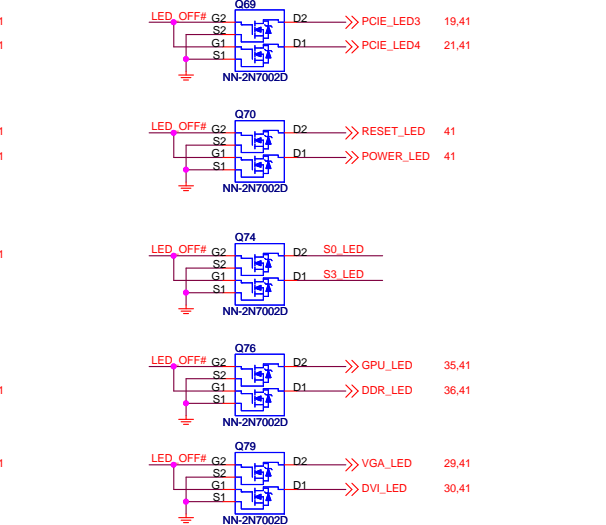 Q69
1 LED_OFF# G2 D2 PCIE_LED3 19,41
S2
1 G1 D1 PCIE_LED4 21,41
S1
NN-2N7002D
Q70
1 LED_OFF# G2 D2 RESET_LED 41
S2
1 G1 D1 POWER_LED 41
S1
NN-2N7002D
Q74
1 LED_OFF# G2 D2 S0_LED
S2
G1 D1 S3_LED
S1
NN-2N7002D
Q76
LED_OFF# G2 D2 GPU_LED 35,41
S2
1 G1 D1 DDR_LED 36,41
S1
NN-2N7002D
Q79
1 LED_OFF# G2 D2 VGA_LED 29,41
S2
G1 D1 DVI_LED 30,41
S1
NN-2N7002D